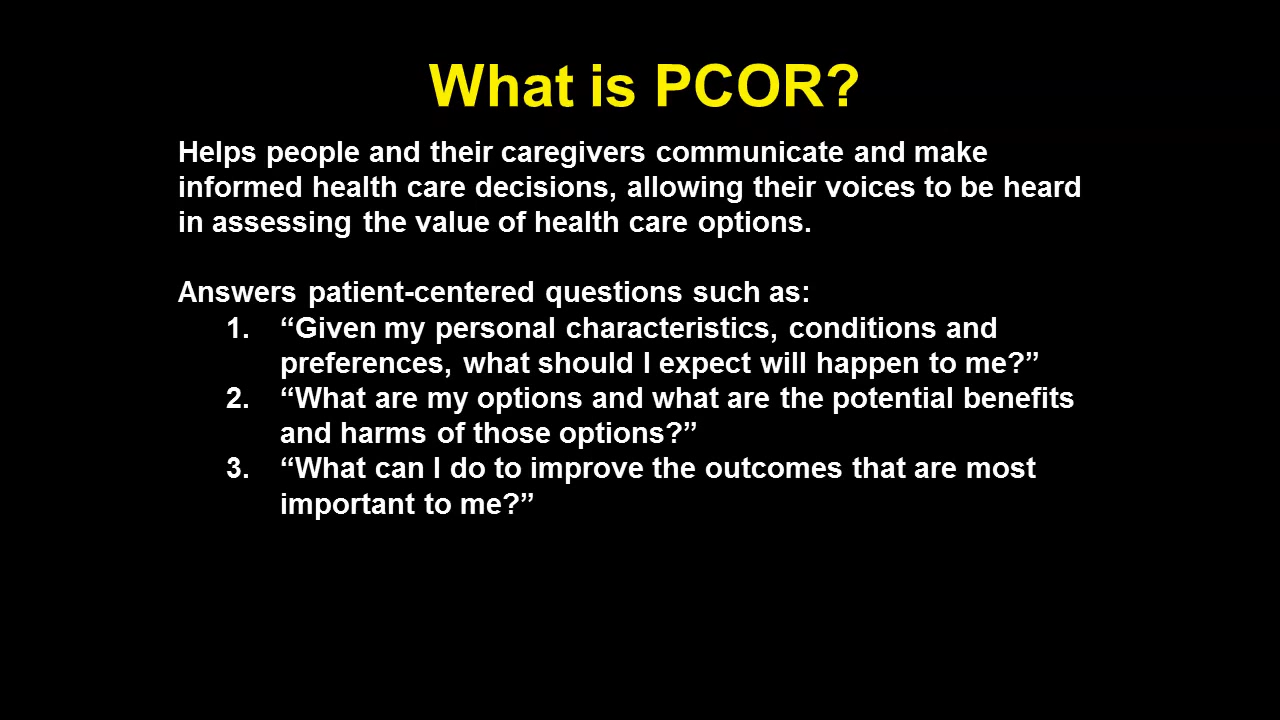 What is PCOR?
Helps people and their caregivers communicate and make
informed health care decisions, allowing their voices to be heard
in assessing the value of health care options.
Answers patient-centered questions such as:
1. “Given my personal characteristics, conditions and
preferences, what should I expect will happen to me?”
2. “What are my options and what are the potential benefits
and harms of those options?”
3. “What can I do to improve the outcomes that are most
important to me?”